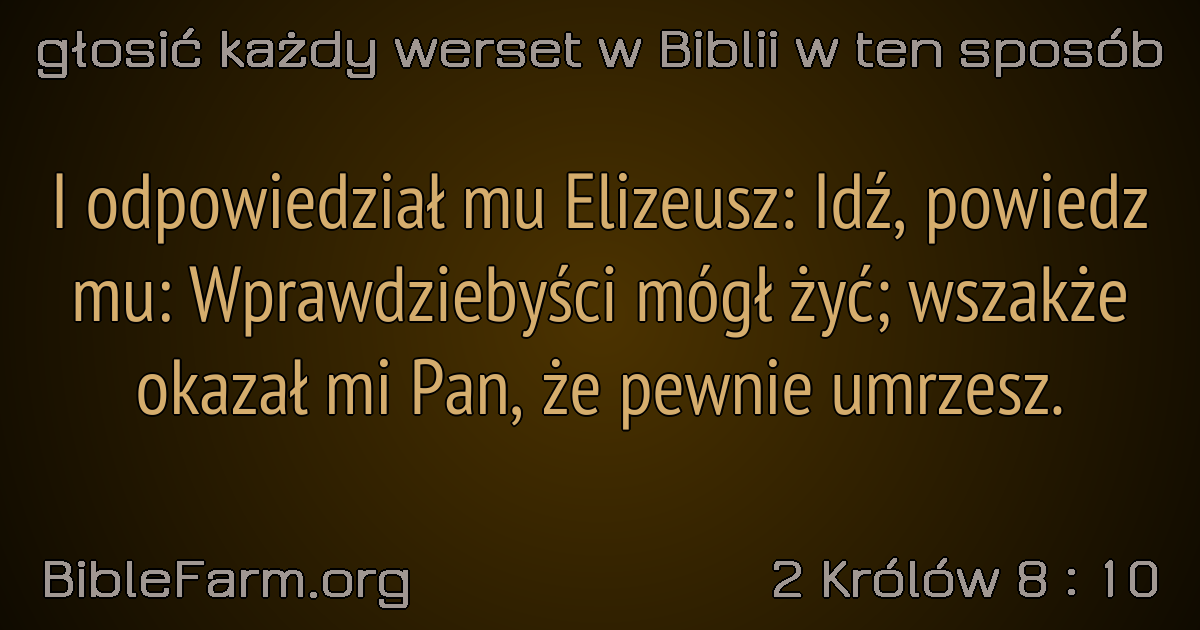 głosić każdy werset w Biblii w ten sposób
I odpowiedział mu Elizeusz: Idź, powiedz
mu: Wprawdziebyści mógł żyć; wszakże
okazał mi Pan, że pewnie umrzesz.
BibleFarm.org
2 Królów 8 : 10